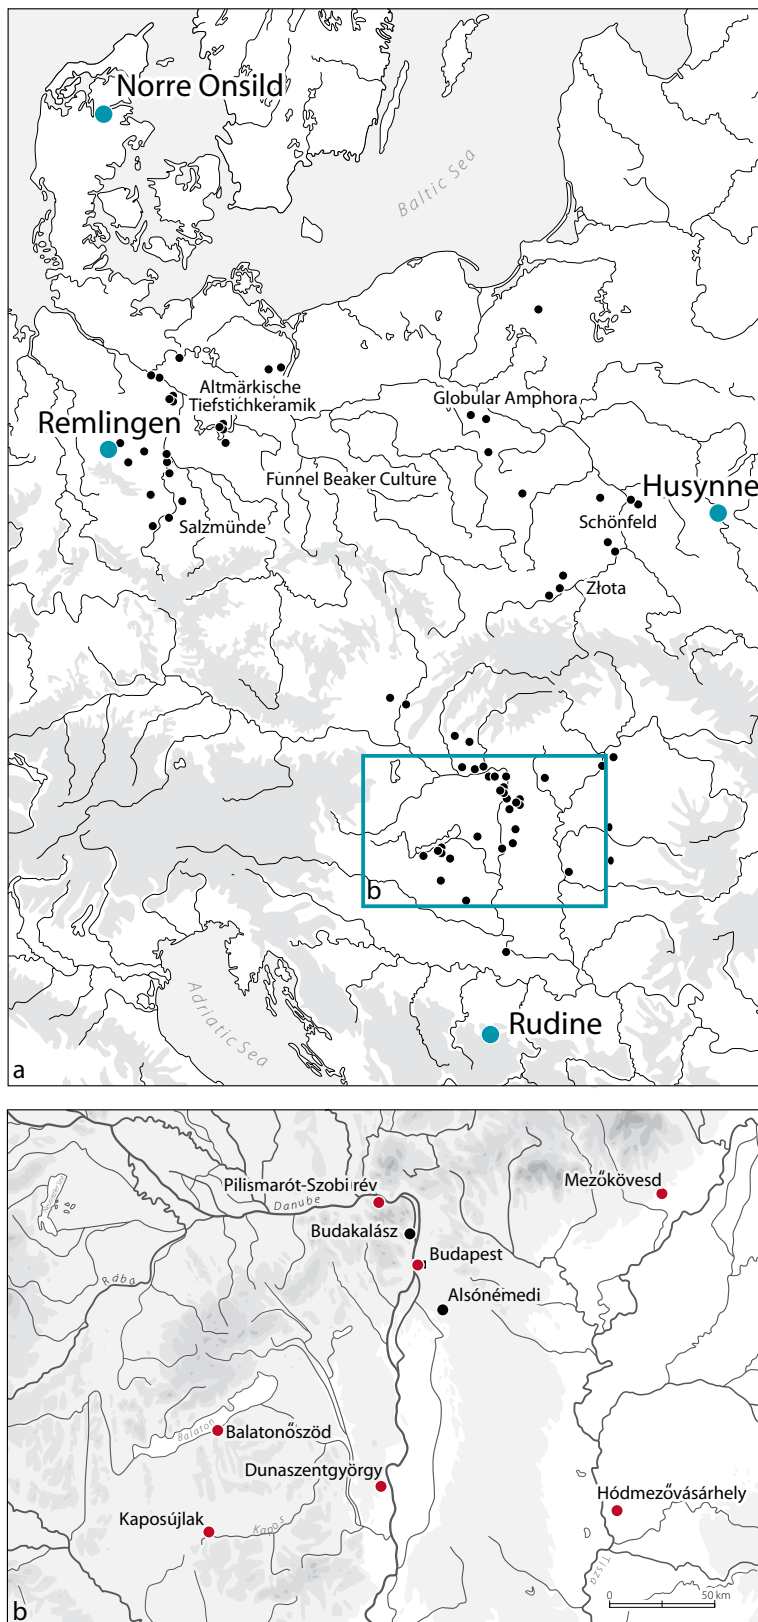 Norre Onsild
Baltic Sea
Altmärkische
Tiefstichkeramik
Globular Amphora
Remlingen
Funnel Beaker Culture
Husynne
Salzmünde
Schönfeld
Złota
b
Adriatic Sea
Rudine
a
Pilismarót-Szobi rév
Danube
Mezőkövesd
Budakalász
Budapest
Rába
Alsónémedi
Balaton
Balatonőszöd
Dunaszentgyörgy
Hódmezővásárhely
Kaposújlak
Kapos
Tisza
0 50 km
b